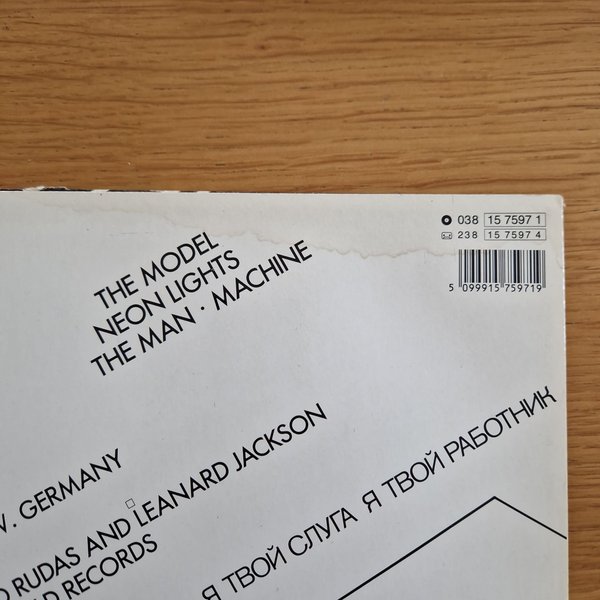 038 15 7597 1
238 15 7597 4
5 099915 759719
THE MODEL
NEON LIGHTS
THE MAN · MACHINE
GERMANY
RUDAS AND LEANARD JACKSON
RECORDS
Я ТВОЙ СЛУГА Я ТВОЙ РАБОТНИК